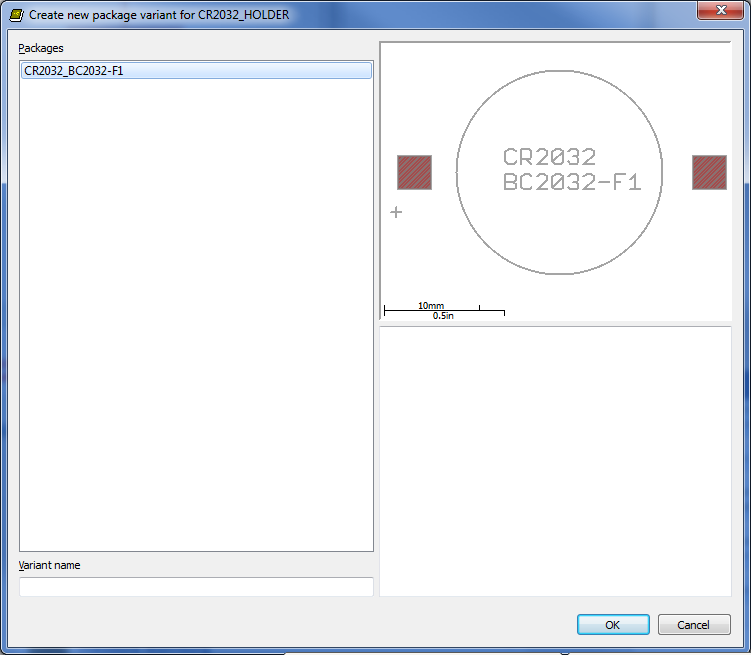 Create new package variant for CR2032_HOLDER
Packages
CR2032_BC2032-F1
CR2032
BC2032-F1
+
10mm
0.5in
Variant name
OK
Cancel